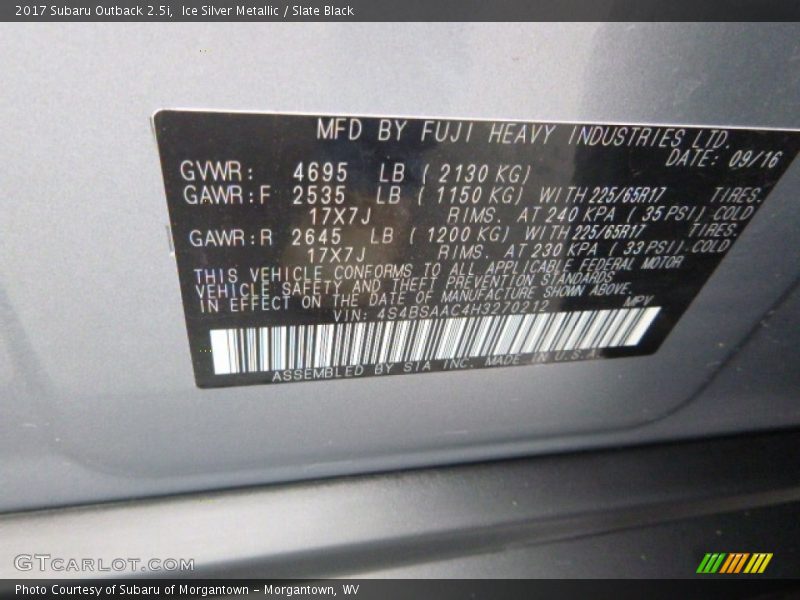 2017 Subaru Outback 2.5i,  Ice Silver Metallic / Slate Black
MFD BY FUJI HEAVY INDUSTRIES LTD.
DATE: 09/16
GVWR: 4695 LB (2130 KG)
GAWR:F 2535 LB (1150 KG) WITH 225/65R17 TIRES.
17X7J RIMS. AT 240 KPA (35 PSI) COLD
GAWR:R 2645 LB (1200 KG) WITH 225/65R17 TIRES.
17X7J RIMS. AT 230 KPA (33 PSI) COLD
THIS VEHICLE CONFORMS TO ALL APPLICABLE FEDERAL MOTOR
VEHICLE SAFETY AND THEFT PREVENTION STANDARDS
IN EFFECT ON THE DATE OF MANUFACTURE SHOWN ABOVE.
VIN: 4S4BSAAC4H3270212 MPV
ASSEMBLED BY SIA INC. MADE IN U.S.A.
GTcarlot.com
Photo Courtesy of Subaru of Morgantown - Morgantown, WV